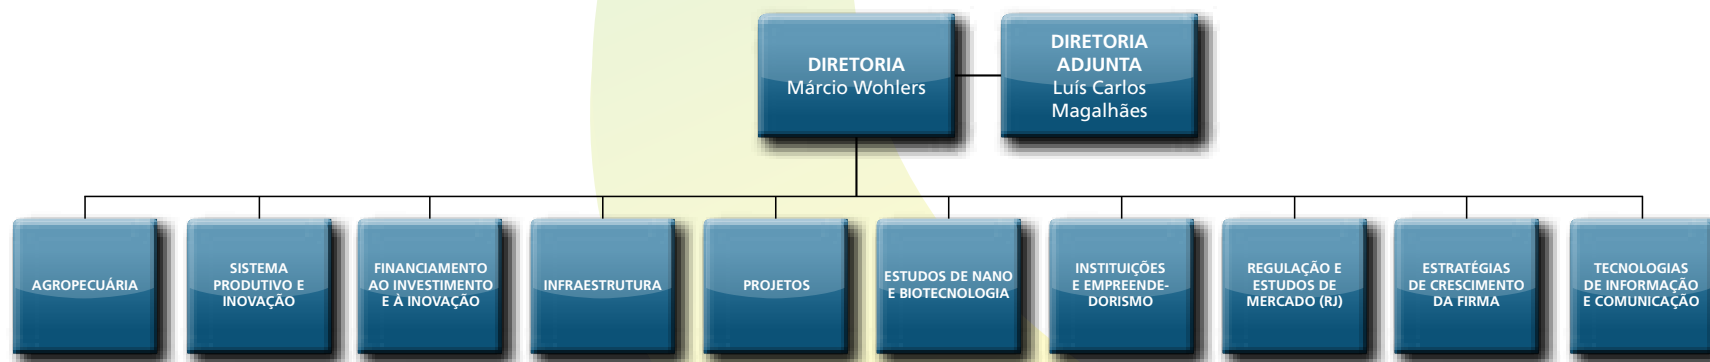 DIRETORIA
Márcio Wohlers
DIRETORIA
ADJUNTA
Luís Carlos
Magalhães
AGROPECUÁRIA
SISTEMA
PRODUTIVO E
INOVAÇÃO
FINANCIAMENTO
AO INVESTIMENTO
E À INOVAÇÃO
INFRAESTRUTURA
PROJETOS
ESTUDOS DE NANO
E BIOTECNOLOGIA
INSTITUIÇÕES
E EMPREENDE-
DORISMO
REGULAÇÃO E
ESTUDOS DE
MERCADO (RJ)
ESTRATÉGIAS
DE CRESCIMENTO
DA FIRMA
TECNOLOGIAS
DE INFORMAÇÃO
E COMUNICAÇÃO